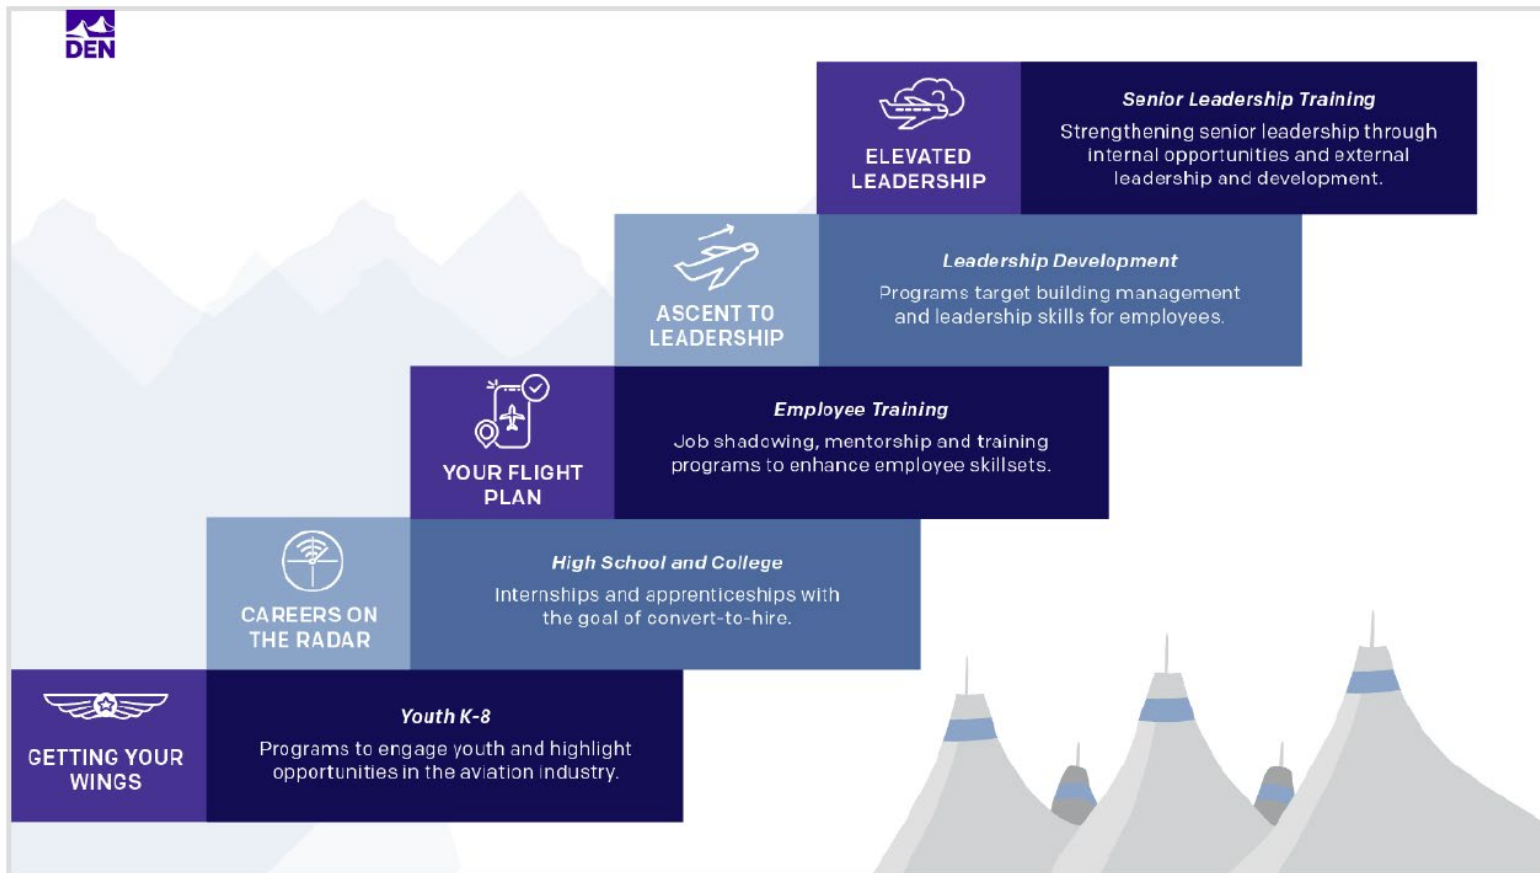 DEN
ELEVATED
LEADERSHIP
Senior Leadership Training
Strengthening senior leadership through
internal opportunities and external
leadership and development.
ASCENT TO
LEADERSHIP
Leadership Development
Programs target building management
and leadership skills for employees.
YOUR FLIGHT
PLAN
Employee Training
Job shadowing, mentorship and training
programs to enhance employee skillsets.
CAREERS ON
THE RADAR
High School and College
Internships and apprenticeships with
the goal of convert-to-hire.
GETTING YOUR
WINGS
Youth K-8
Programs to engage youth and highlight
opportunities in the aviation industry.